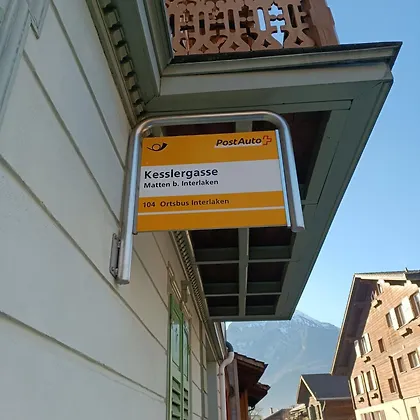 PostAuto
Kesslergasse
Matten b. Interlaken
104 Ortsbus Interlaken